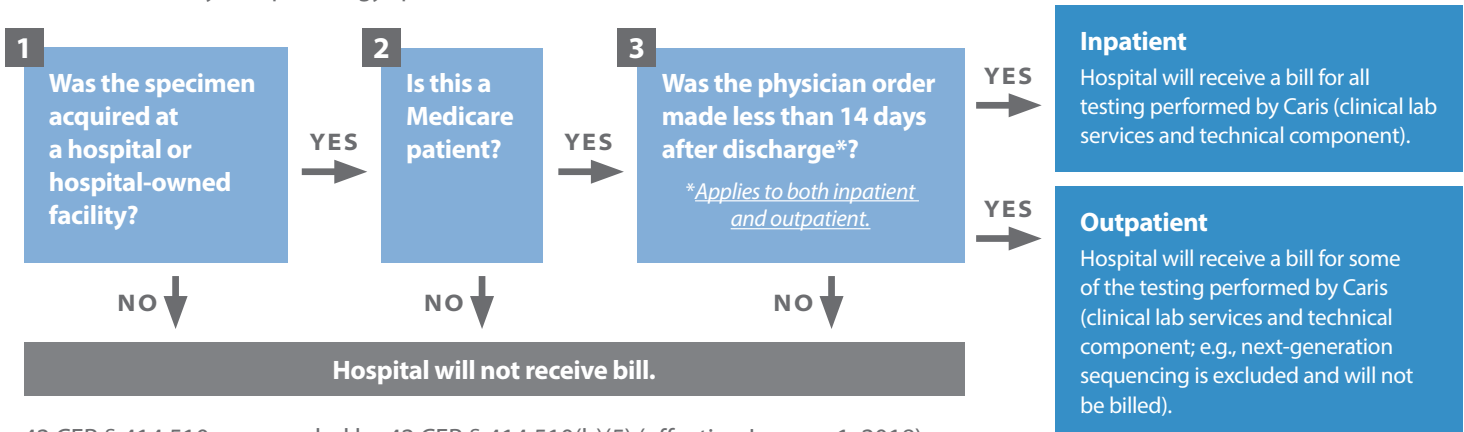 1
Was the specimen
acquired at
a hospital or
hospital-owned
facility?
YES
2
Is this a
Medicare
patient?
YES
3
Was the physician order
made less than 14 days
after discharge*?
*Applies to both inpatient
and outpatient.
YES
Inpatient
Hospital will receive a bill for all
testing performed by Caris (clinical lab
services and technical component).
YES
Outpatient
Hospital will receive a bill for some
of the testing performed by Caris
(clinical lab services and technical
component; e.g., next-generation
sequencing is excluded and will not
be billed).
NO
NO
NO
Hospital will not receive bill.